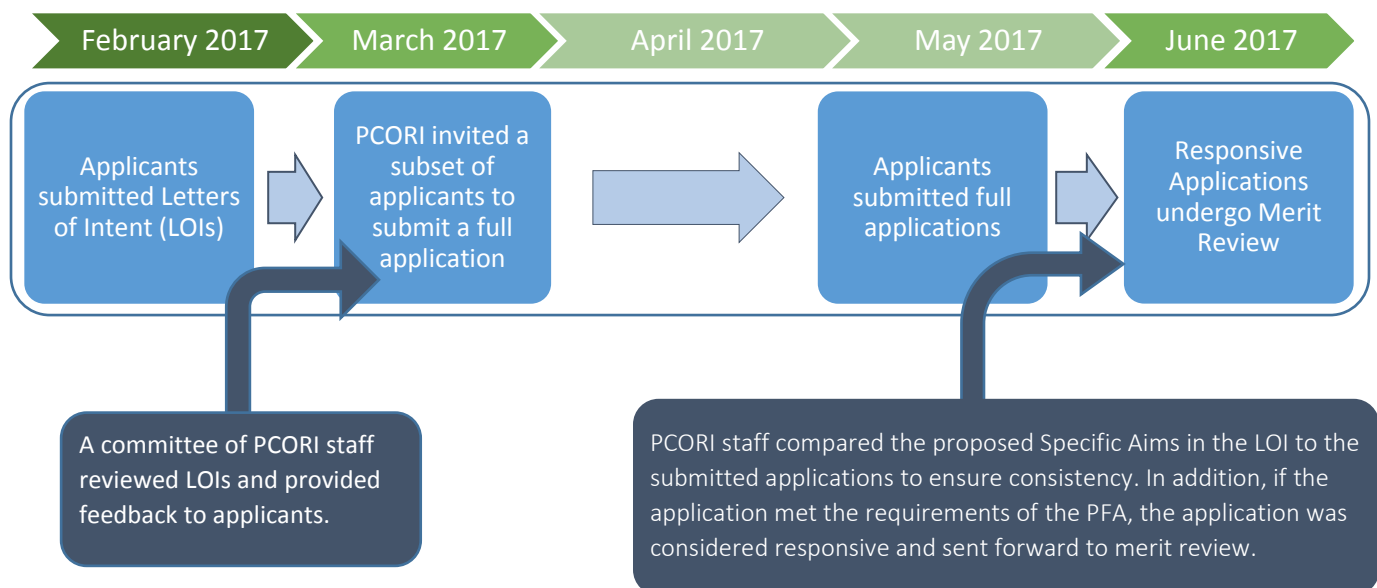 February 2017
March 2017
April 2017
May 2017
June 2017
Applicants
submitted Letters
of Intent (LOIs)
PCORI invited a
subset of
applicants to
submit a full
application
Applicants
submitted full
applications
Responsive
Applications
undergo Merit
Review
A committee of PCORI staff
reviewed LOIs and provided
feedback to applicants.
PCORI staff compared the proposed Specific Aims in the LOI to the
submitted applications to ensure consistency. In addition, if the
application met the requirements of the PFA, the application was
considered responsive and sent forward to merit review.